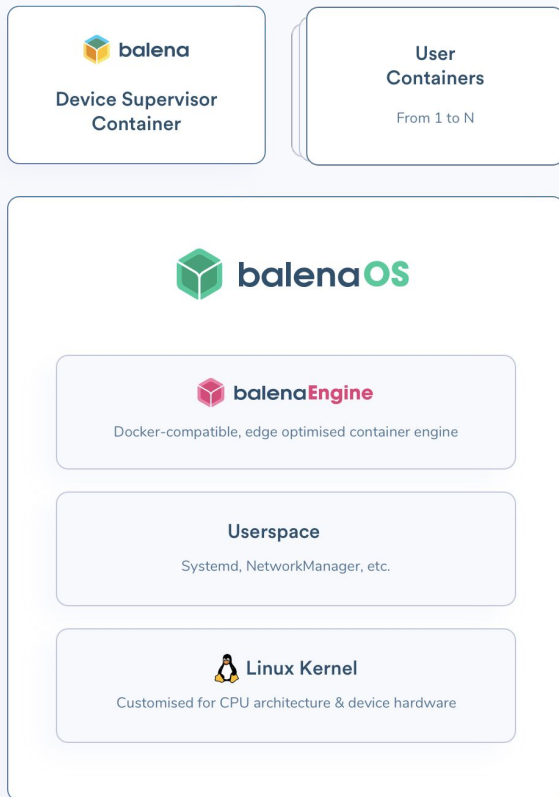 balena
Device Supervisor
Container
User
Containers
From 1 to N
balenaOS
balenaEngine
Docker-compatible, edge optimised container engine
Userspace
Systemd, NetworkManager, etc.
Linux Kernel
Customised for CPU architecture & device hardware